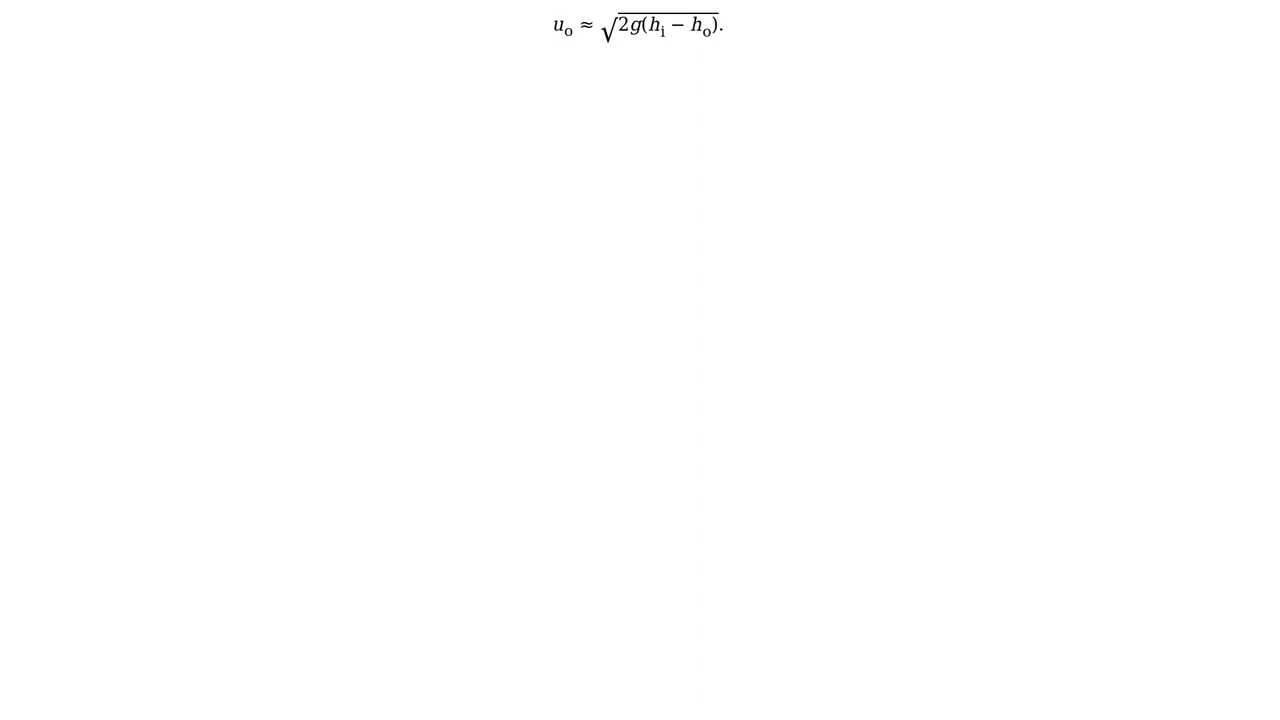 u_o ≈ √2g(h_i − h_o).